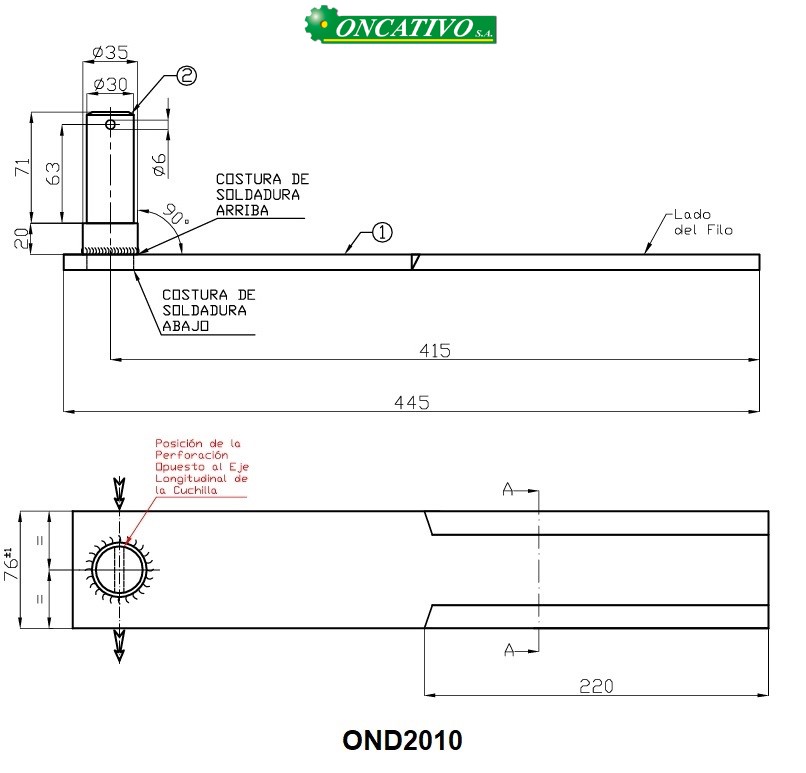 ONCATIVO S.A.
Ø35
Ø30
2
71
63
Ø6
20
90°
COSTURA DE
SOLDADURA
ARRIBA
1
Lado
del Filo
COSTURA DE
SOLDADURA
ABAJO
415
445
Posición de la
Perforación
Opuesto al Eje
Longitudinal de
la Cuchilla
A
76±1
=
=
A
220
OND2010